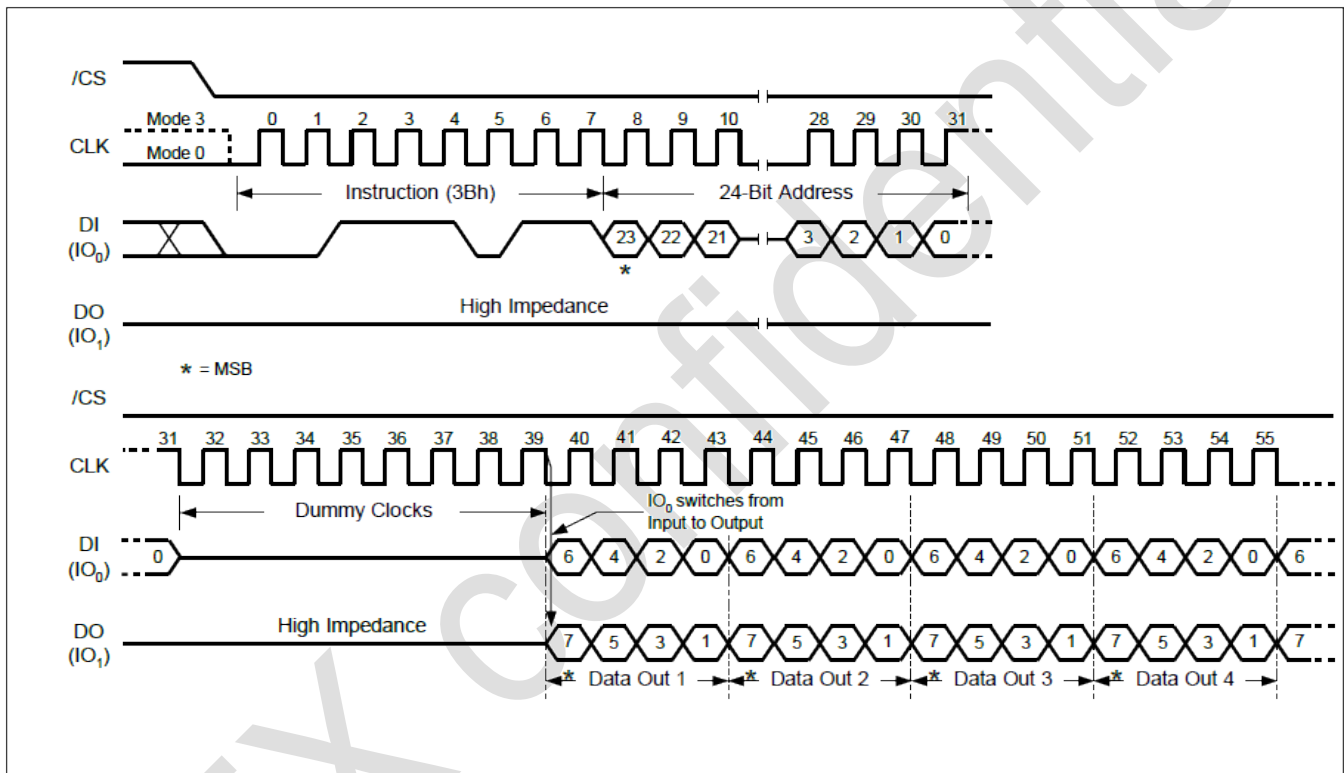 /CS
Mode 3
0 1 2 3 4 5 6 7 8 9 10 28 29 30 31
CLK
Mode 0
Instruction (3Bh) 24-Bit Address
DI
(IO0)
23 22 21 3 2 1 0
*
High Impedance
DO
(IO1)
* = MSB
/CS
31 32 33 34 35 36 37 38 39 40 41 42 43 44 45 46 47 48 49 50 51 52 53 54 55
CLK
IO0 switches from
Dummy Clocks
Input to Output
DI
(IO0)
0 6 4 2 0 6 4 2 0 6 4 2 0 6 4 2 0 6
High Impedance
DO
(IO1)
7 5 3 1 7 5 3 1 7 5 3 1 7 5 3 1 7
* Data Out 1 * Data Out 2 * Data Out 3 * Data Out 4
confidential